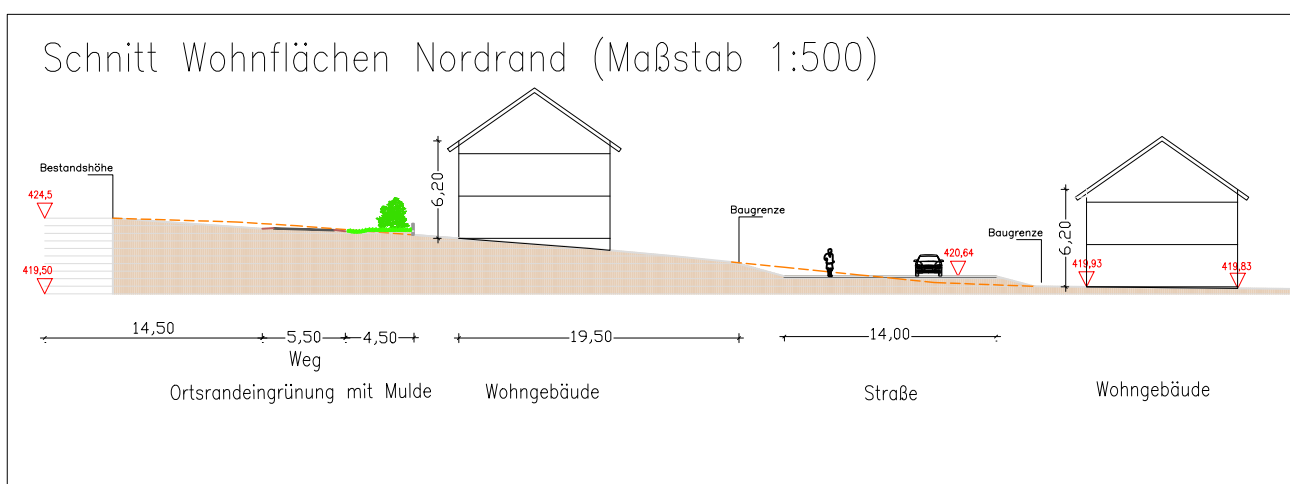 Schnitt Wohnflächen Nordrand (Maßstab 1:500)
Bestandshöhe
424,5
419,50
6,20
Baugrenze
420,64
Baugrenze
6,20
419,93
419,83
14,50
5,50
4,50
19,50
14,00
Weg
Ortsrandeingrünung mit Mulde
Wohngebäude
Straße
Wohngebäude